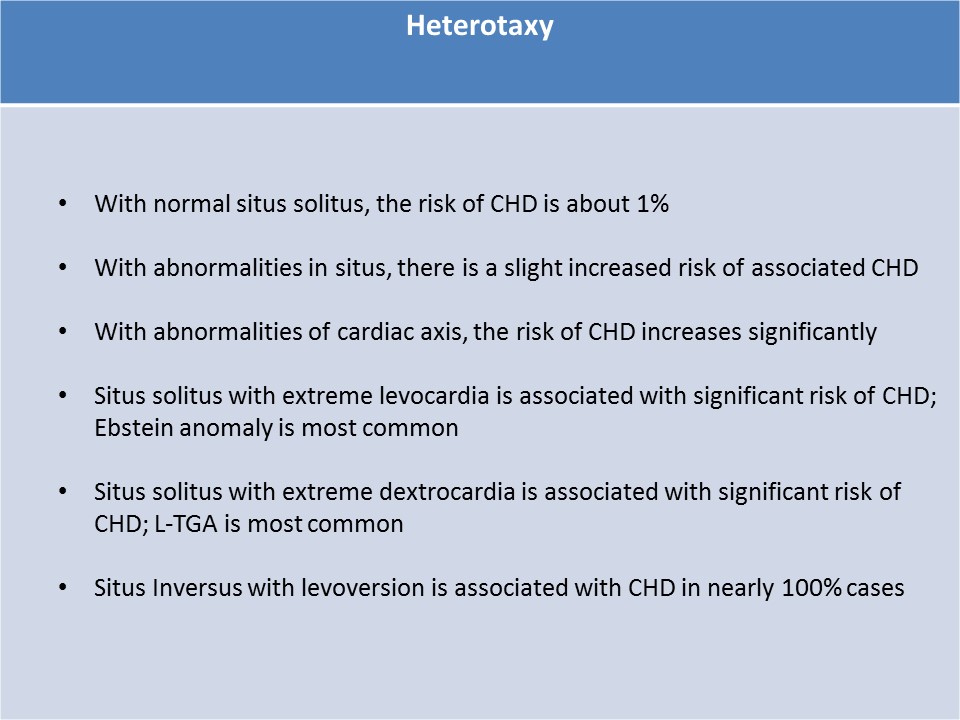 Heterotaxy
• With normal situs solitus, the risk of CHD is about 1%
• With abnormalities in situs, there is a slight increased risk of associated CHD
• With abnormalities of cardiac axis, the risk of CHD increases significantly
• Situs solitus with extreme levocardia is associated with significant risk of CHD;
Ebstein anomaly is most common
• Situs solitus with extreme dextrocardia is associated with significant risk of
CHD; L-TGA is most common
• Situs Inversus with levoversion is associated with CHD in nearly 100% cases